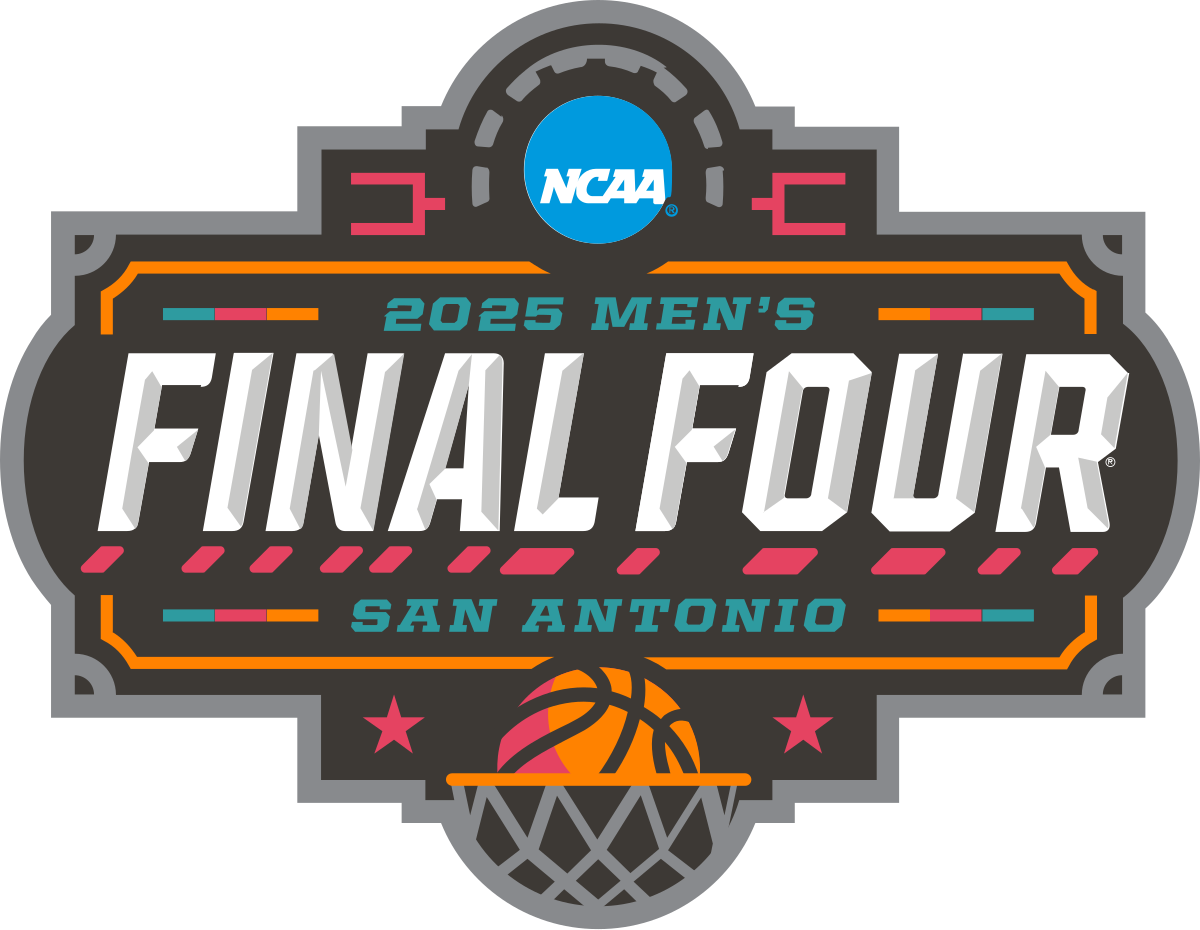 NCAA
®
2025 MEN'S
FINAL FOUR®
SAN ANTONIO